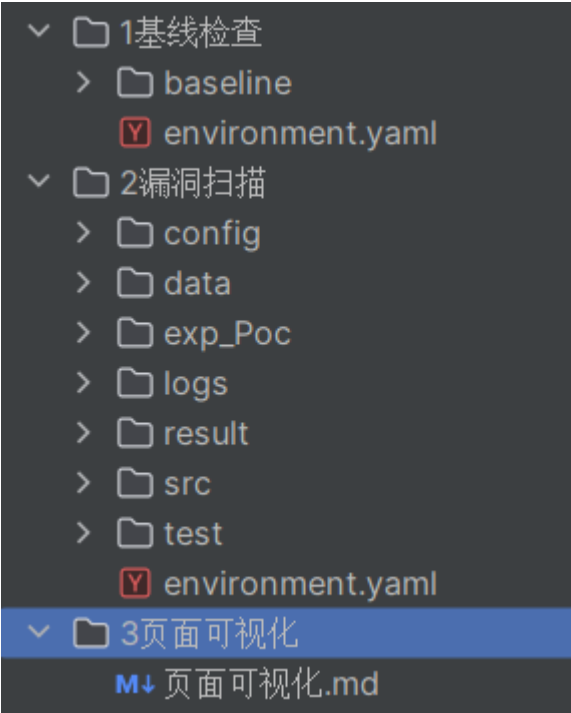 1基线检查
baseline
environment.yaml
2漏洞扫描
config
data
exp_Poc
logs
result
src
test
environment.yaml
3页面可视化
M↓ 页面可视化.md